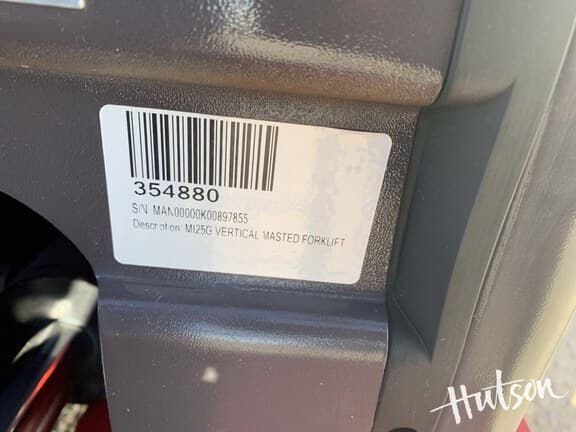 354880
S/N: MAN00000K00897855
Description: MI25G VERTICAL MASTED FORKLIFT
Hutson